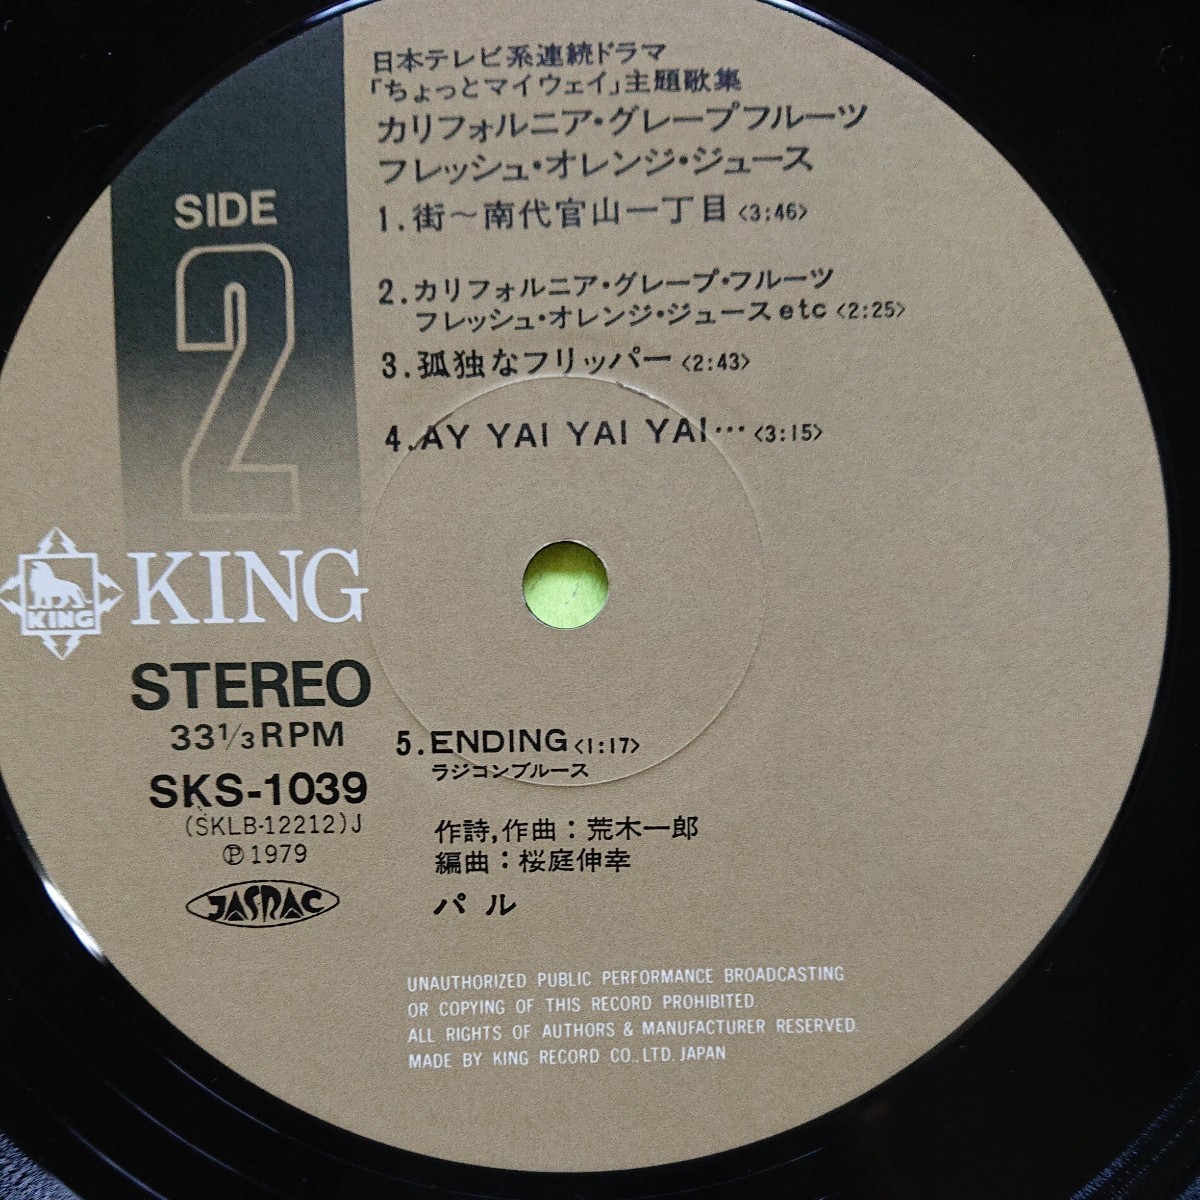 日本テレビ系連続ドラマ
「ちょっとマイウェイ」主題歌集
カリフォルニア・グレープフルーツ
フレッシュ・オレンジ・ジュース
1.街〜南代官山一丁目<3:46>
2.カリフォルニア・グレープ・フルーツ
フレッシュ・オレンジ・ジュースetc<2:25>
3.孤独なフリッパー<2:43>
4.AY YAI YAI YAI…<3:15>
SIDE
2
KING
KING
STEREO
33 1/3 RPM
SKS-1039
(SKLB-12212)J
℗1979
JASRAC
5.ENDING<1:17>
ラジコンブルース
作詩,作曲：荒木一郎
編曲：桜庭伸幸
パル
UNAUTHORIZED PUBLIC PERFORMANCE BROADCASTING
OR COPYING OF THIS RECORD PROHIBITED.
ALL RIGHTS OF AUTHORS & MANUFACTURER RESERVED.
MADE BY KING RECORD CO., LTD. JAPAN